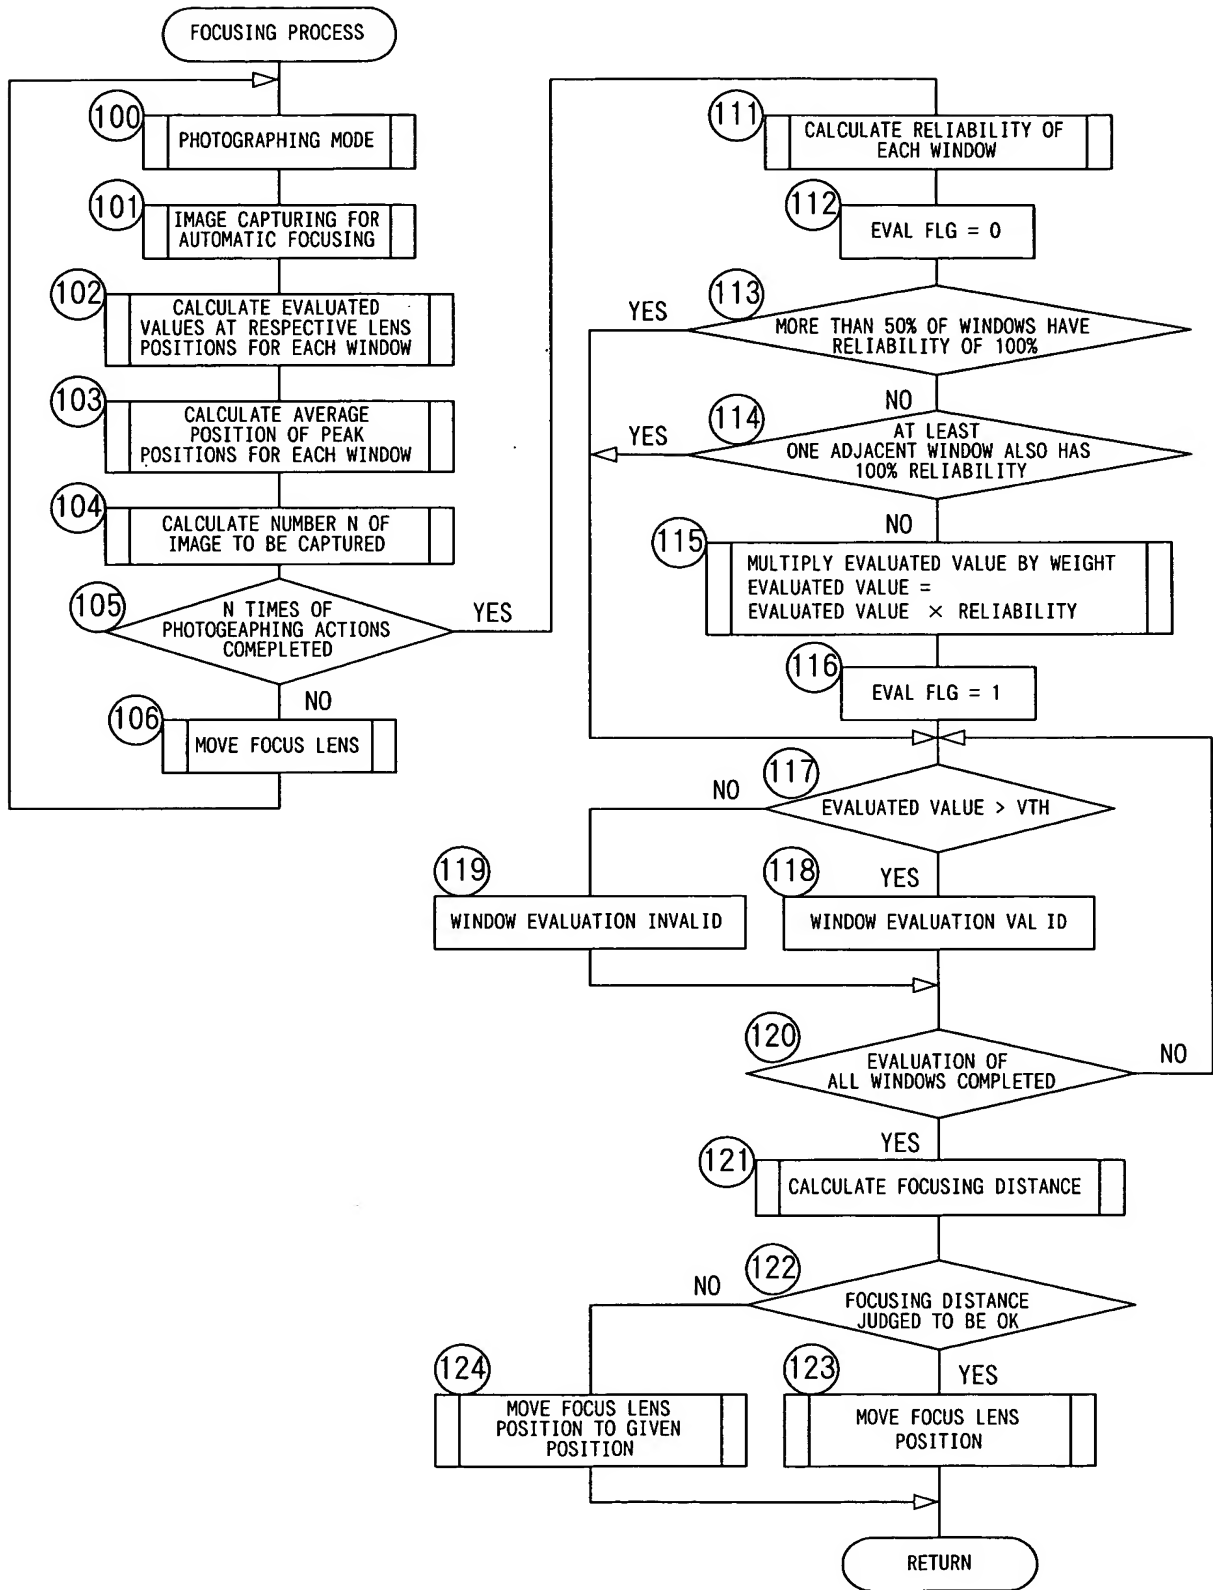 FOCUSING PROCESS
100
PHOTOGRAPHING MODE
101
IMAGE CAPTURING FOR
AUTOMATIC FOCUSING
102
CALCULATE EVALUATED
VALUES AT RESPECTIVE LENS
POSITIONS FOR EACH WINDOW
103
CALCULATE AVERAGE
POSITION OF PEAK
POSITIONS FOR EACH WINDOW
104
CALCULATE NUMBER N OF
IMAGE TO BE CAPTURED
105
N TIMES OF
PHOTOGEAPHING ACTIONS
COMEPLETED
YES
NO
106
MOVE FOCUS LENS
111
CALCULATE RELIABILITY OF
EACH WINDOW
112
EVAL FLG = 0
113
YES
MORE THAN 50% OF WINDOWS HAVE
RELIABILITY OF 100%
NO
114
YES
AT LEAST
ONE ADJACENT WINDOW ALSO HAS
100% RELIABILITY
NO
115
MULTIPLY EVALUATED VALUE BY WEIGHT
EVALUATED VALUE =
EVALUATED VALUE × RELIABILITY
116
EVAL FLG = 1
117
NO
EVALUATED VALUE > VTH
YES
119
WINDOW EVALUATION INVALID
118
WINDOW EVALUATION VAL ID
120
EVALUATION OF
ALL WINDOWS COMPLETED
NO
YES
121
CALCULATE FOCUSING DISTANCE
122
NO
FOCUSING DISTANCE
JUDGED TO BE OK
YES
124
MOVE FOCUS LENS
POSITION TO GIVEN
POSITION
123
MOVE FOCUS LENS
POSITION
RETURN